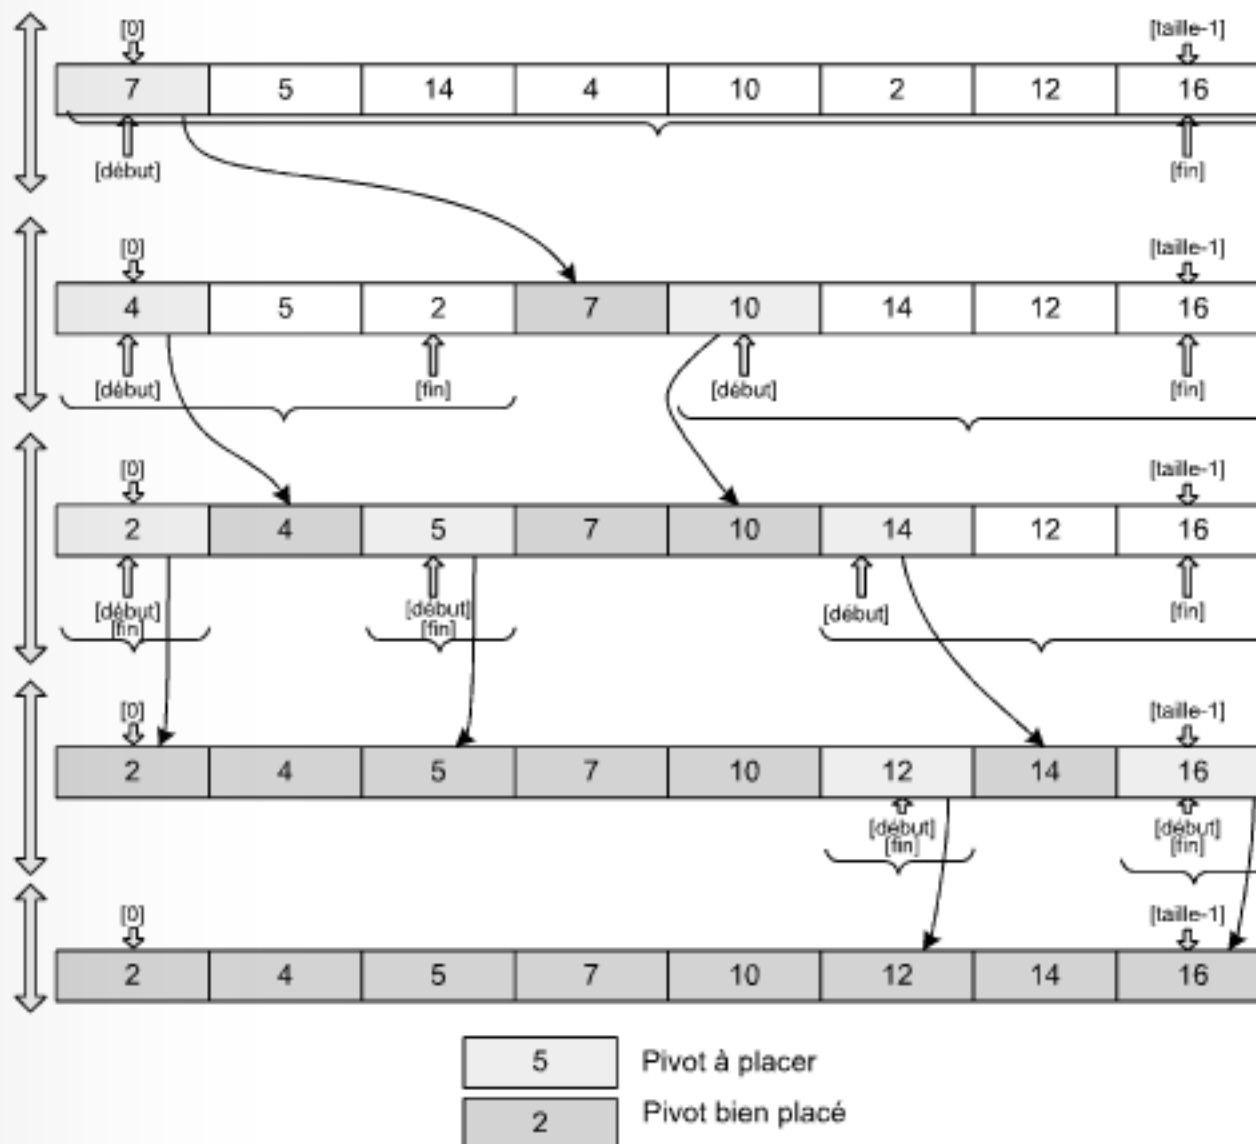 [0] [taille-1]
7 5 14 4 10 2 12 16
[début] [fin]
[0] [taille-1]
4 5 2 7 10 14 12 16
[début] [fin] [début] [fin]
[0] [taille-1]
2 4 5 7 10 14 12 16
[début] [début] [début] [fin]
[fin] [fin]
[0] [taille-1]
2 4 5 7 10 12 14 16
[début] [début]
[fin] [fin]
[0] [taille-1]
2 4 5 7 10 12 14 16
5 Pivot à placer
2 Pivot bien placé